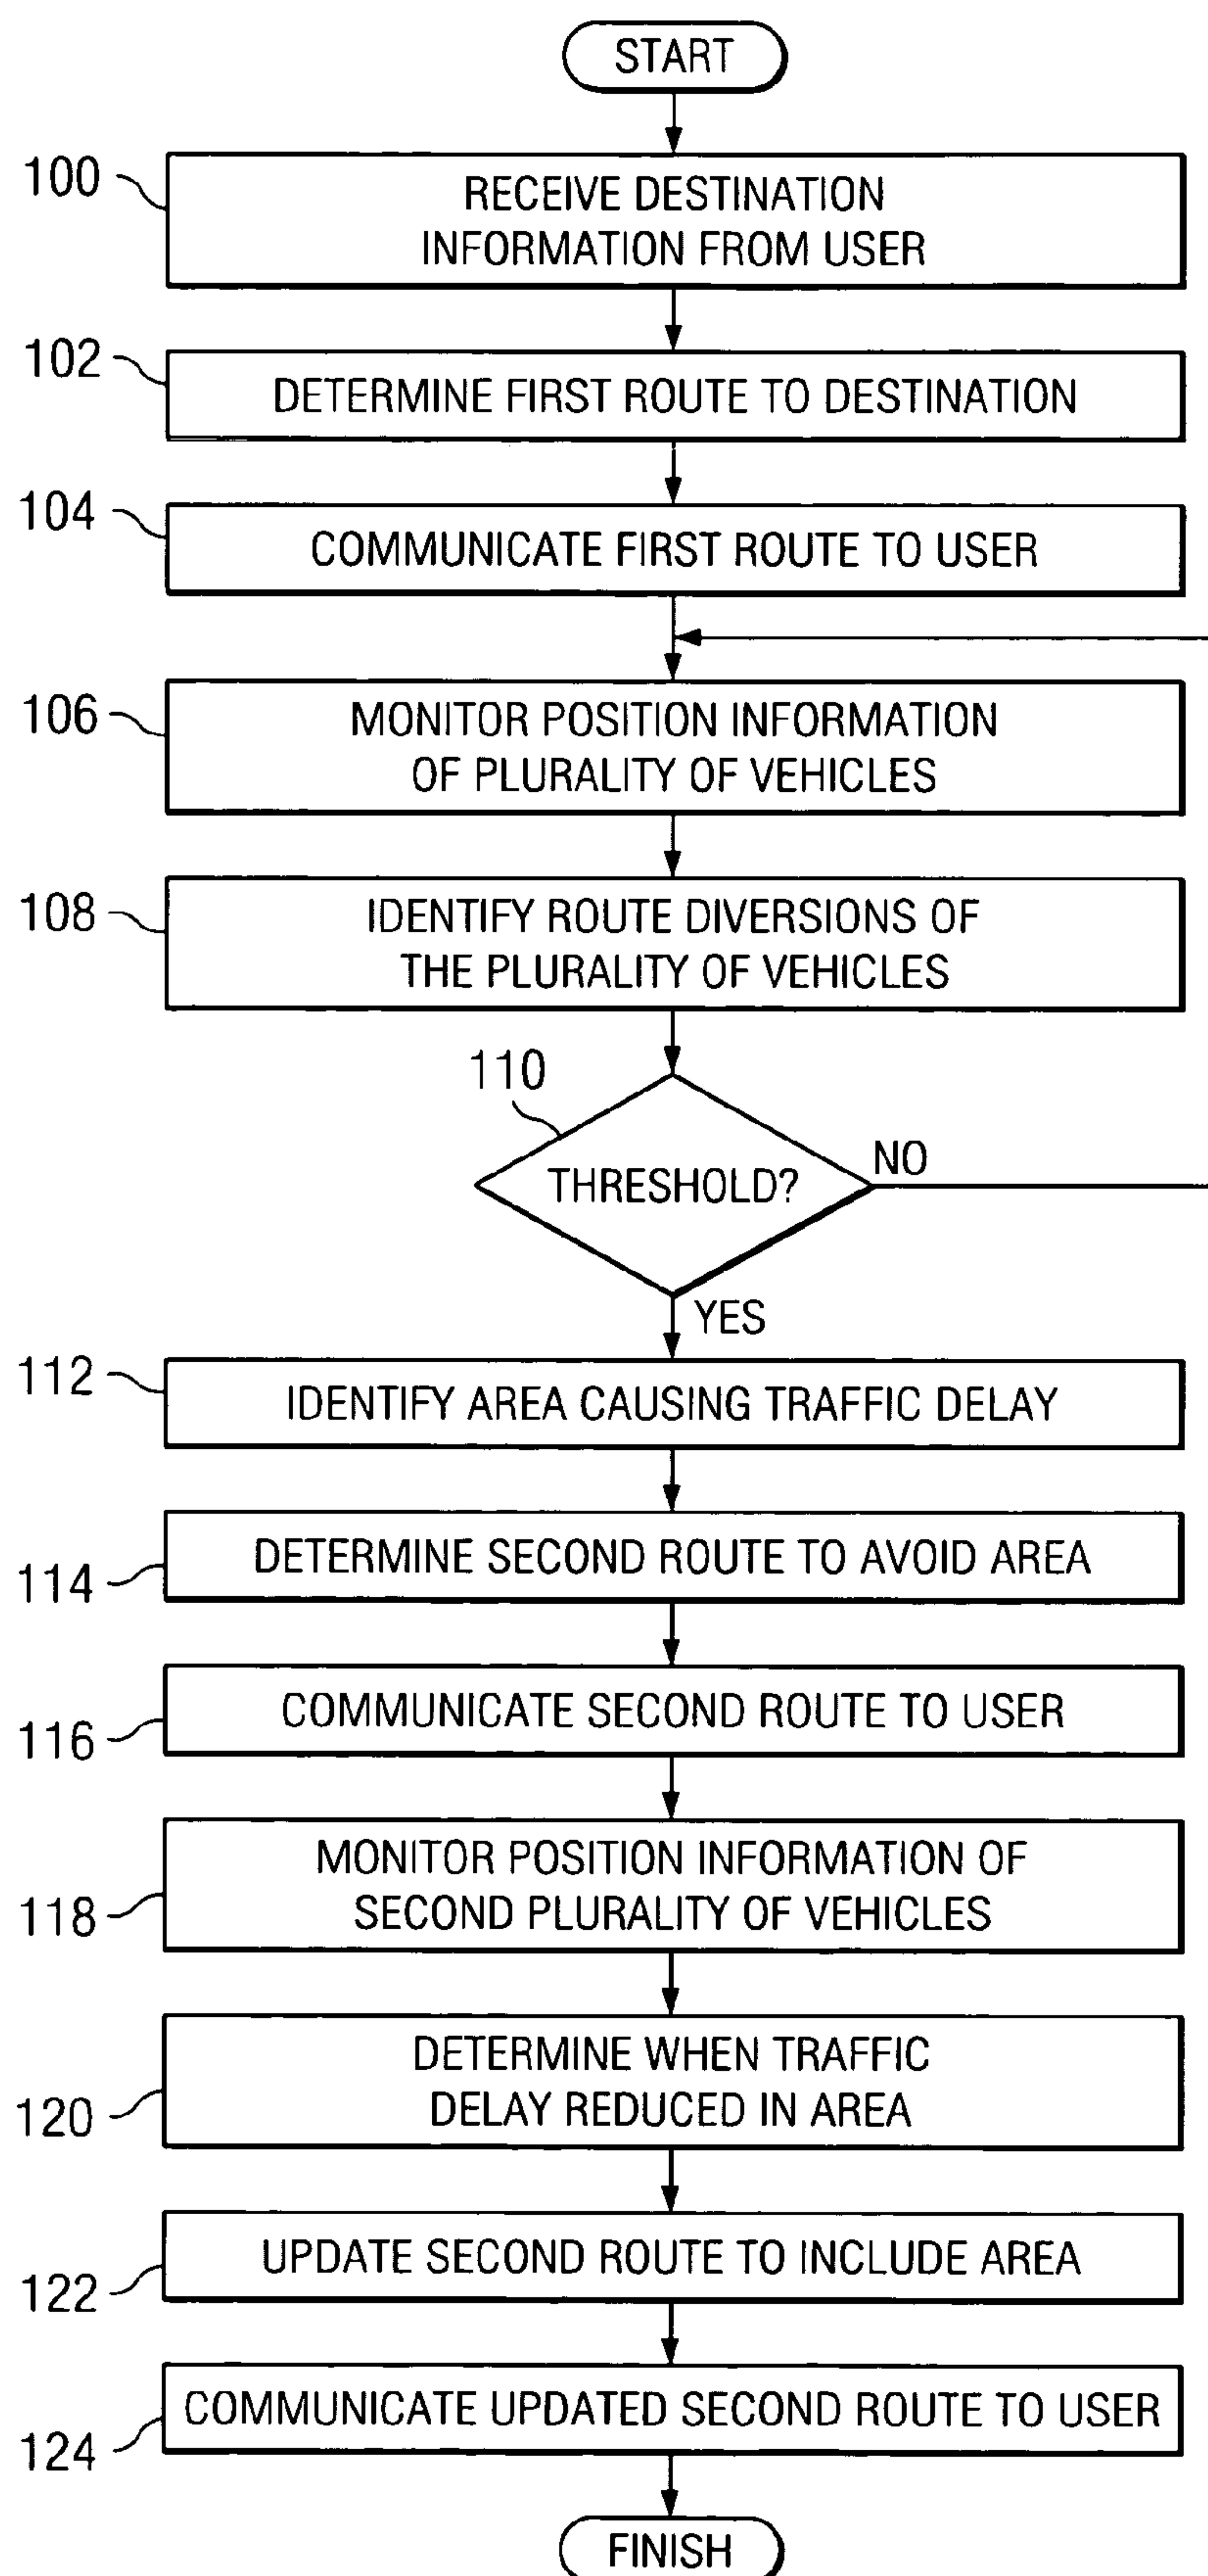 START
100
RECEIVE DESTINATION
INFORMATION FROM USER
102
DETERMINE FIRST ROUTE TO DESTINATION
104
COMMUNICATE FIRST ROUTE TO USER
106
MONITOR POSITION INFORMATION
OF PLURALITY OF VEHICLES
108
IDENTIFY ROUTE DIVERSIONS OF
THE PLURALITY OF VEHICLES
110
THRESHOLD?
NO
YES
112
IDENTIFY AREA CAUSING TRAFFIC DELAY
114
DETERMINE SECOND ROUTE TO AVOID AREA
116
COMMUNICATE SECOND ROUTE TO USER
118
MONITOR POSITION INFORMATION OF
SECOND PLURALITY OF VEHICLES
120
DETERMINE WHEN TRAFFIC
DELAY REDUCED IN AREA
122
UPDATE SECOND ROUTE TO INCLUDE AREA
124
COMMUNICATE UPDATED SECOND ROUTE TO USER
FINISH